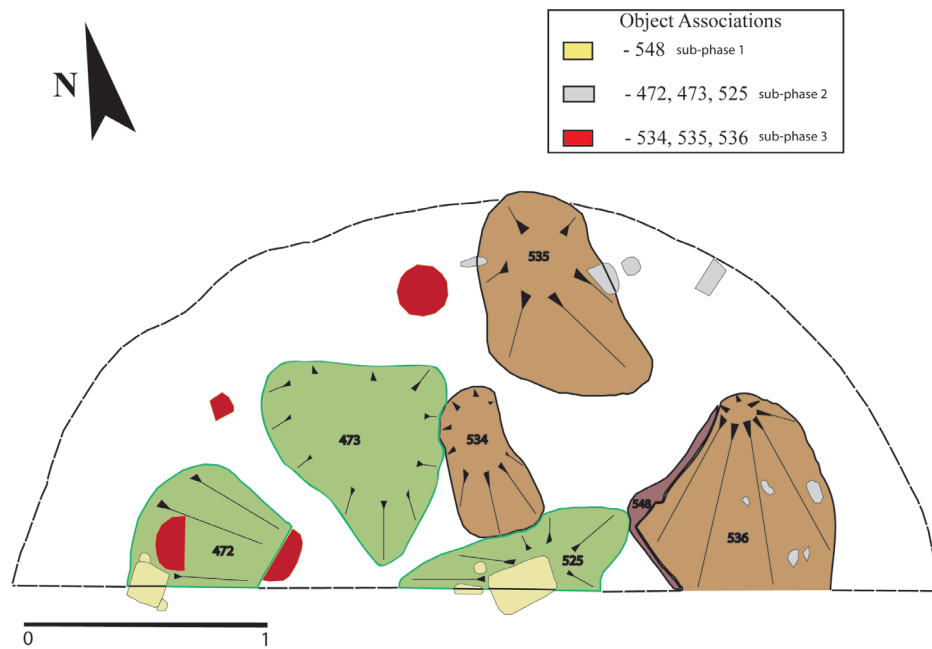 Object Associations
- 548 sub-phase 1
N
- 472, 473, 525 sub-phase 2
- 534, 535, 536 sub-phase 3
535
473
534
548
536
472
525
0 1